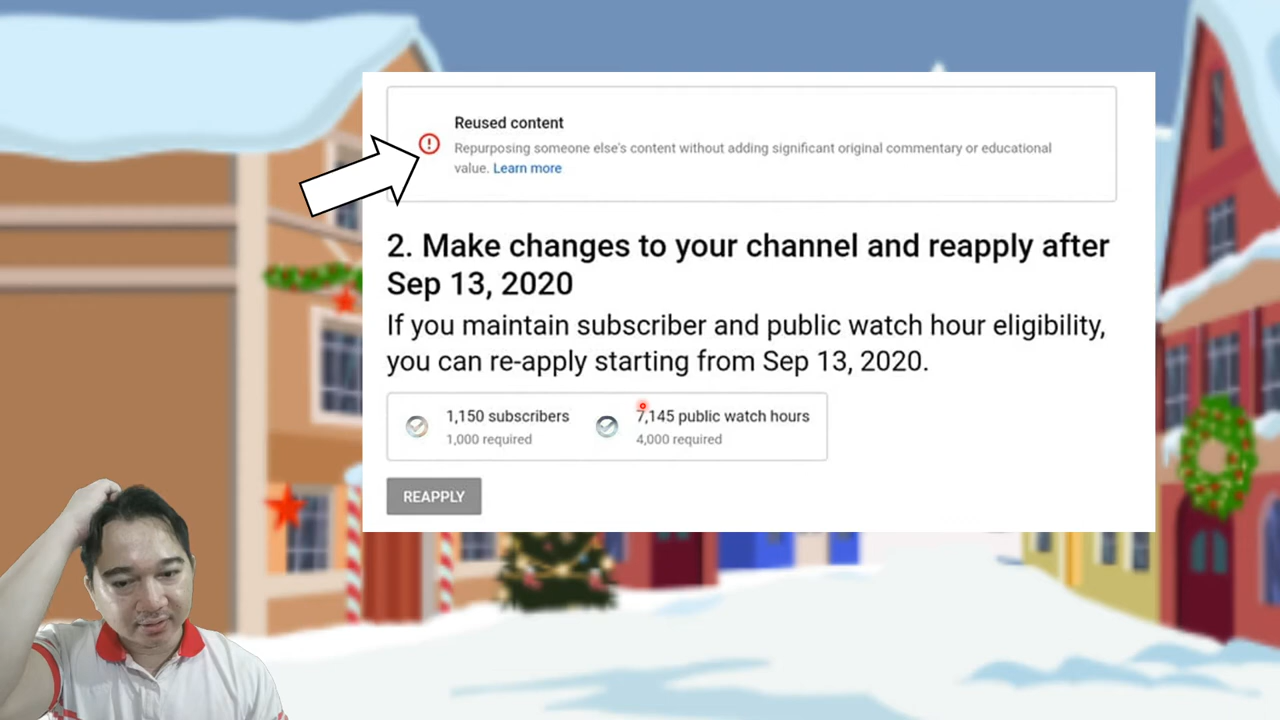 Reused content
Repurposing someone else's content without adding significant original commentary or educational
value. Learn more
2. Make changes to your channel and reapply after
Sep 13, 2020
If you maintain subscriber and public watch hour eligibility,
you can re-apply starting from Sep 13, 2020.
1,150 subscribers
1,000 required
7,145 public watch hours
4,000 required
REAPPLY